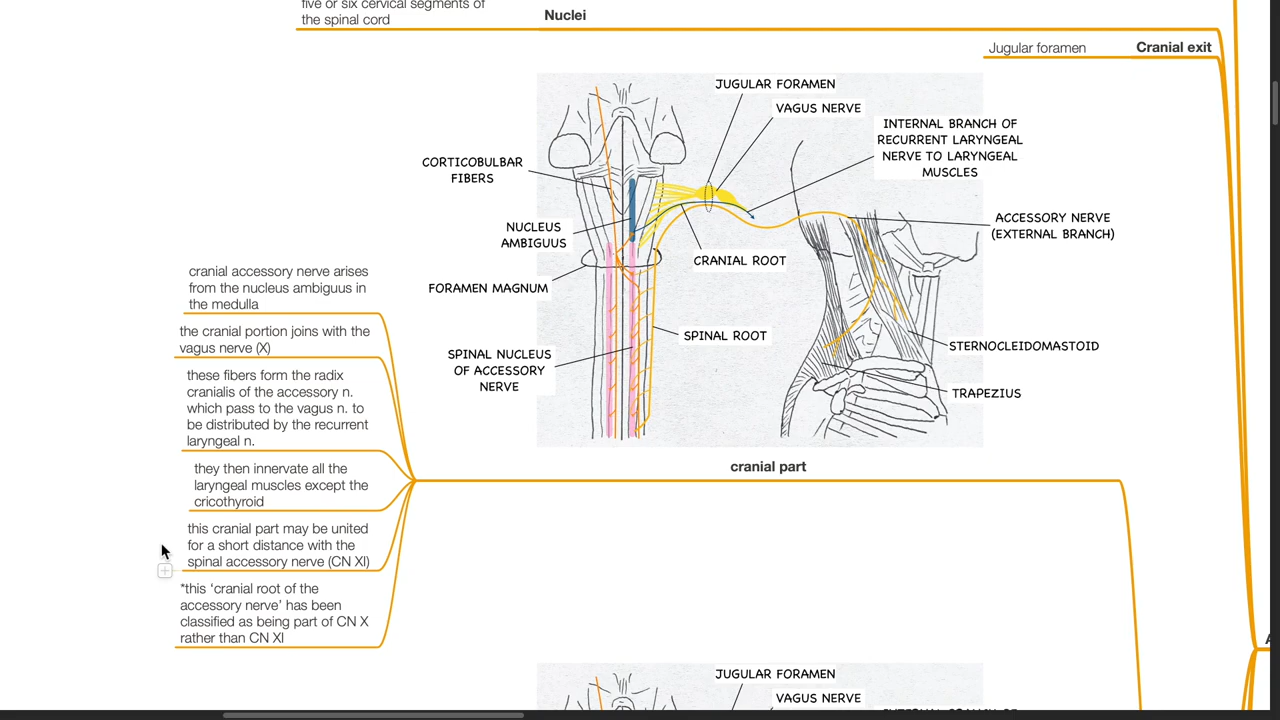 five or six cervical segments of
the spinal cord
Nuclei
Jugular foramen
Cranial exit
JUGULAR FORAMEN
VAGUS NERVE
INTERNAL BRANCH OF
RECURRENT LARYNGEAL
NERVE TO LARYNGEAL
MUSCLES
CORTICOBULBAR
FIBERS
NUCLEUS
AMBIGUUS
ACCESSORY NERVE
(EXTERNAL BRANCH)
CRANIAL ROOT
FORAMEN MAGNUM
SPINAL ROOT
SPINAL NUCLEUS
OF ACCESSORY
NERVE
STERNOCLEIDOMASTOID
TRAPEZIUS
cranial part
cranial accessory nerve arises
from the nucleus ambiguus in
the medulla
the cranial portion joins with the
vagus nerve (X)
these fibers form the radix
cranialis of the accessory n.
which pass to the vagus n. to
be distributed by the recurrent
laryngeal n.
they then innervate all the
laryngeal muscles except the
cricothyroid
this cranial part may be united
for a short distance with the
spinal accessory nerve (CN XI)
*this ‘cranial root of the
accessory nerve’ has been
classified as being part of CN X
rather than CN XI
JUGULAR FORAMEN
VAGUS NERVE